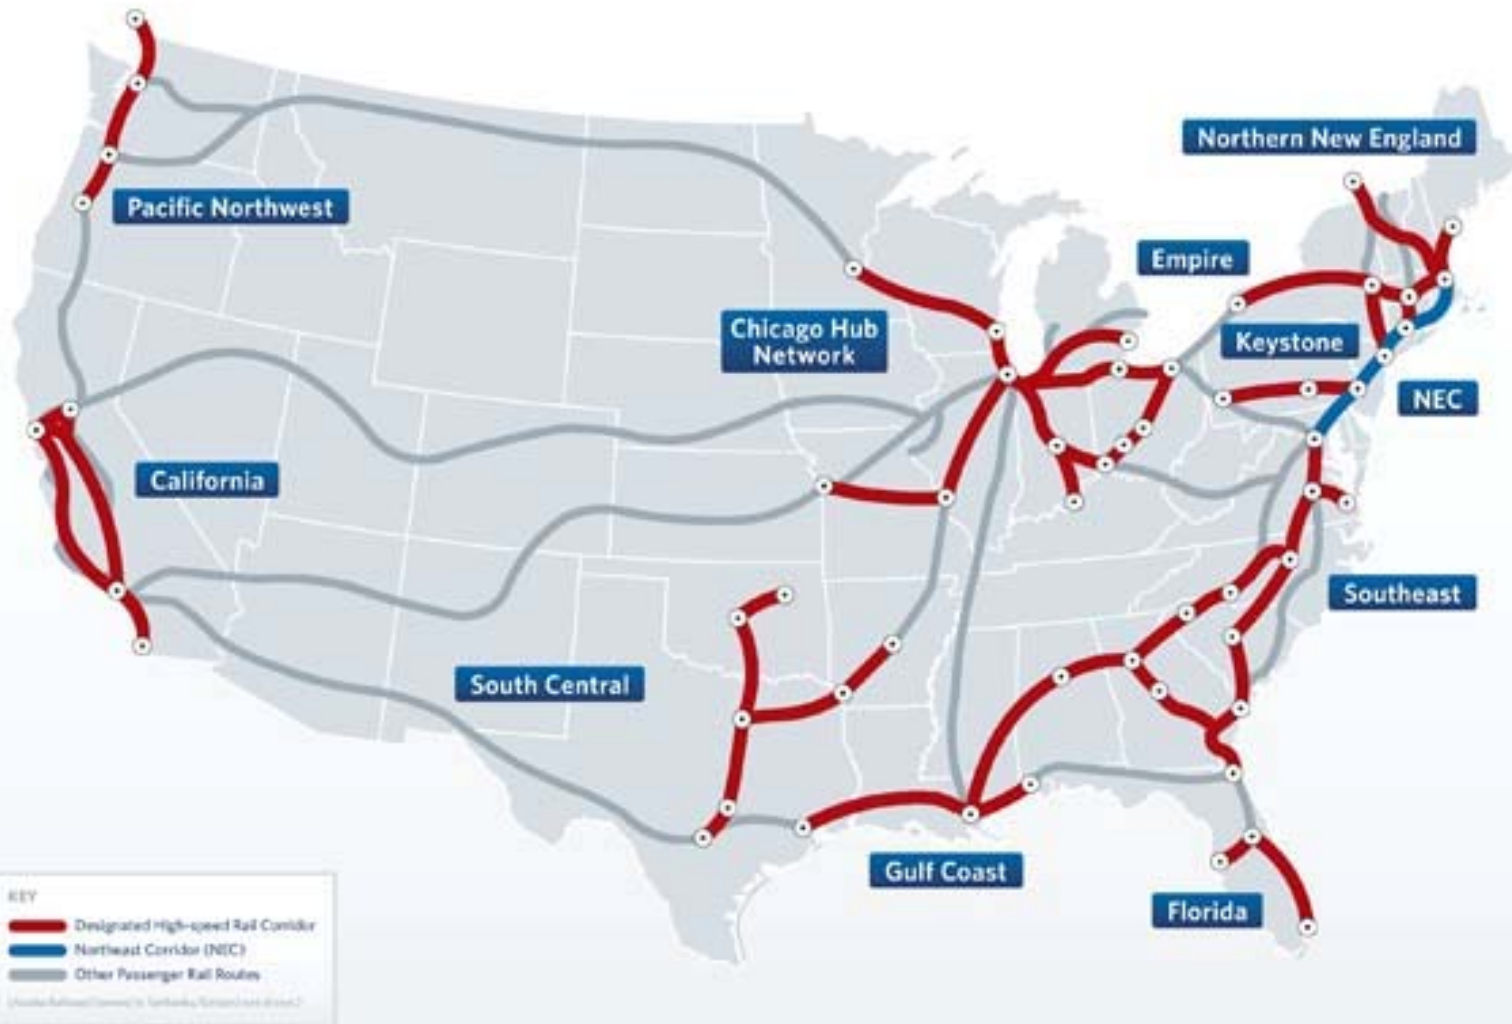 Northern New England
Pacific Northwest
Empire
Chicago Hub
Network
Keystone
NEC
California
Southeast
South Central
Gulf Coast
Florida
KEY
Designated High-speed Rail Corridor
Northeast Corridor (NEC)
Other Passenger Rail Routes